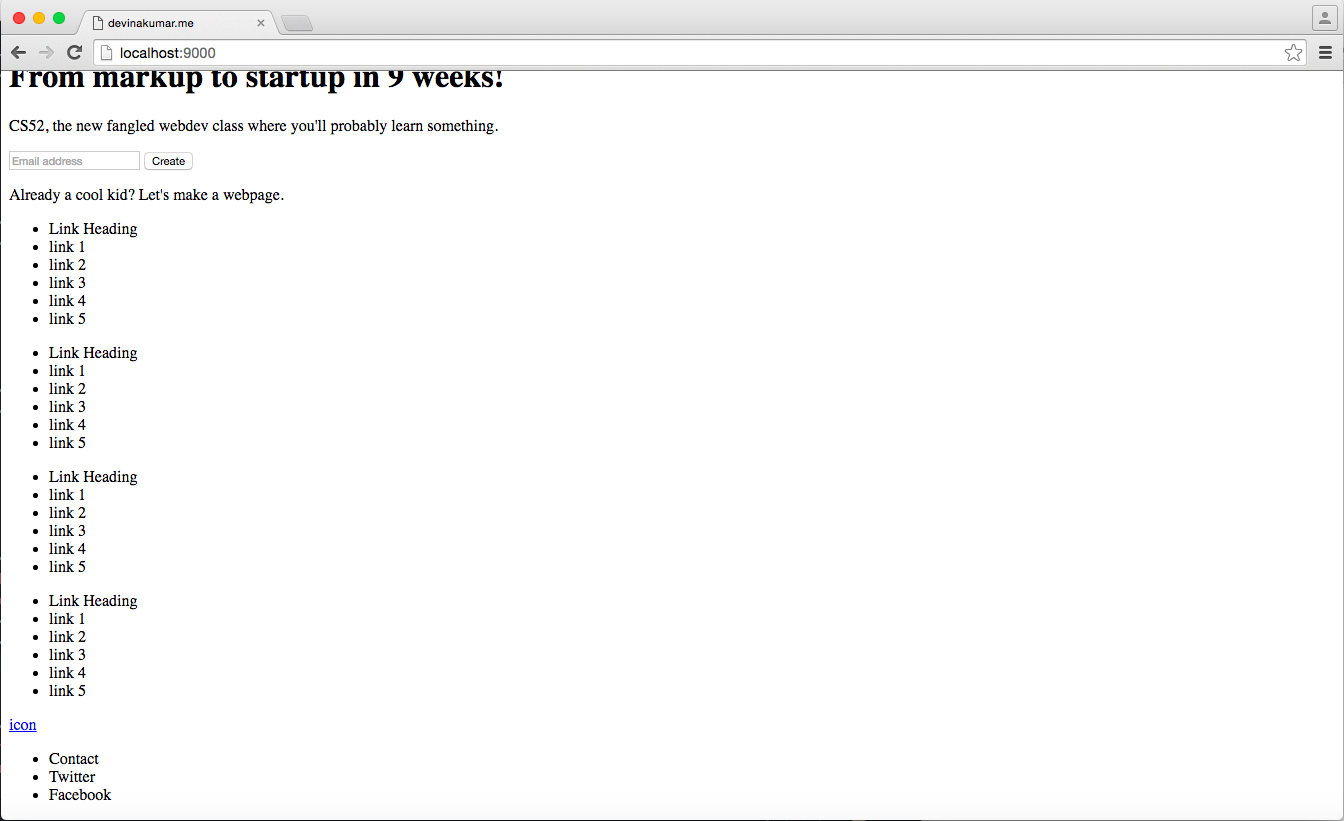 devinakumar.me
localhost:9000
From markup to startup in 9 weeks!
CS52, the new fangled webdev class where you'll probably learn something.
Email address Create
Already a cool kid? Let's make a webpage.
Link Heading
link 1
link 2
link 3
link 4
link 5
Link Heading
link 1
link 2
link 3
link 4
link 5
Link Heading
link 1
link 2
link 3
link 4
link 5
Link Heading
link 1
link 2
link 3
link 4
link 5
icon
Contact
Twitter
Facebook